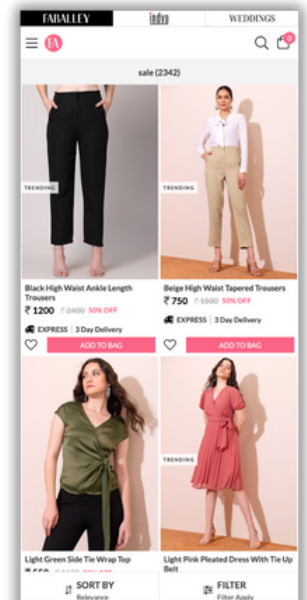 FABALLEY indya WEDDINGS
FA 0
sale (2342)
TRENDING
TRENDING
Black High Waist Ankle Length
Trousers
₹ 1200 ₹ 2400 50% OFF
EXPRESS | 3 Day Delivery
ADD TO BAG
Beige High Waist Tapered Trousers
₹ 750 ₹ 1500 50% OFF
EXPRESS | 3 Day Delivery
ADD TO BAG
TRENDING
Light Green Side Tie Wrap Top
Light Pink Pleated Dress With Tie Up
Belt
SORT BY
Relevance
FILTER
Filter Apply